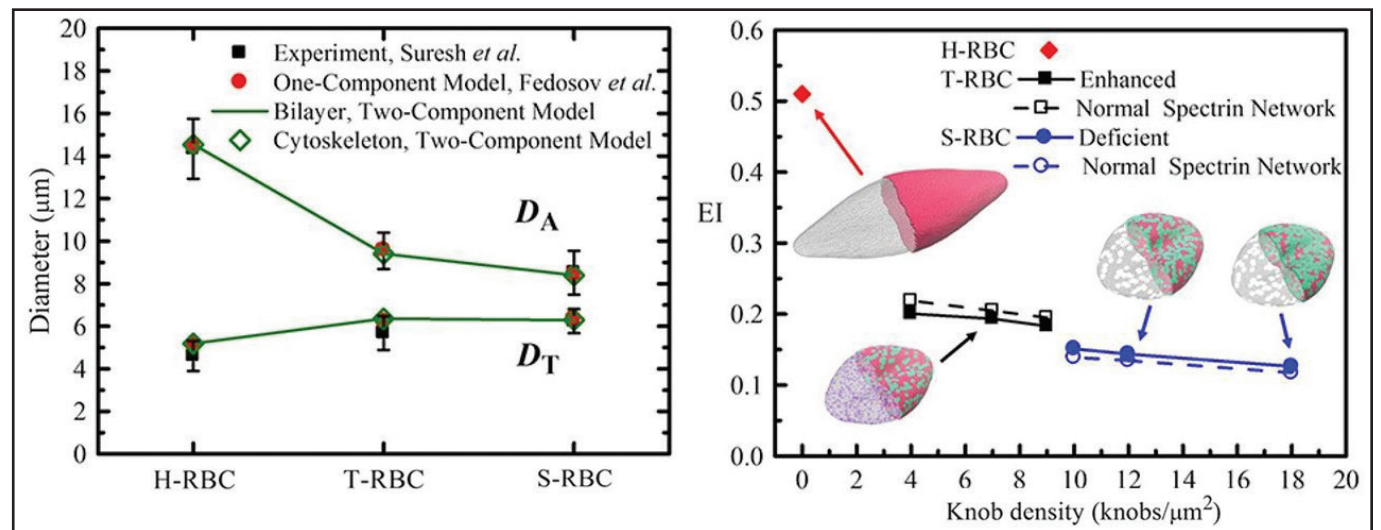 20
18
16
14
12
10
8
6
4
2
0
Diameter (μm)
Experiment, Suresh et al.
One-Component Model, Fedosov et al.
Bilayer, Two-Component Model
Cytoskeleton, Two-Component Model
DA
DT
H-RBC T-RBC S-RBC
0.6
0.5
0.4
0.3
0.2
0.1
0.0
EI
H-RBC
T-RBC Enhanced
Normal Spectrin Network
S-RBC Deficient
Normal Spectrin Network
0 2 4 6 8 10 12 14 16 18 20
Knob density (knobs/μm²)